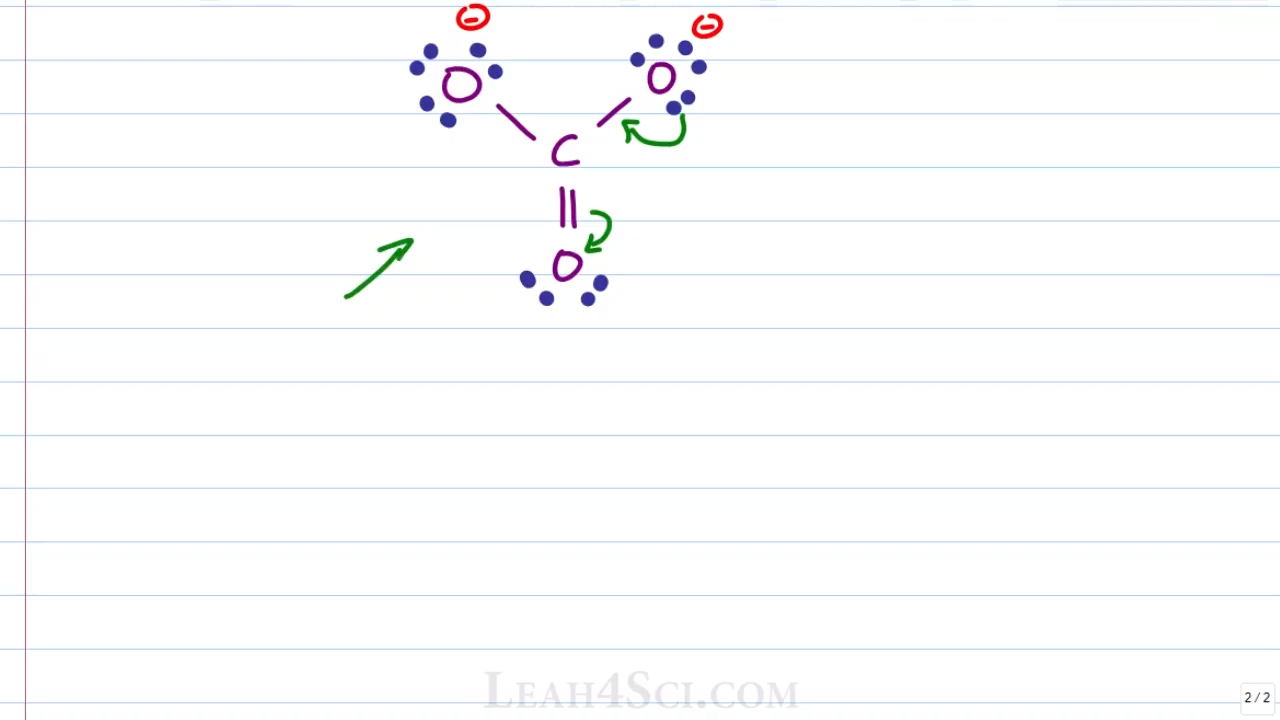 ⊖ ⊖
O O
C
O
LEAH4SCI.COM
2 / 2